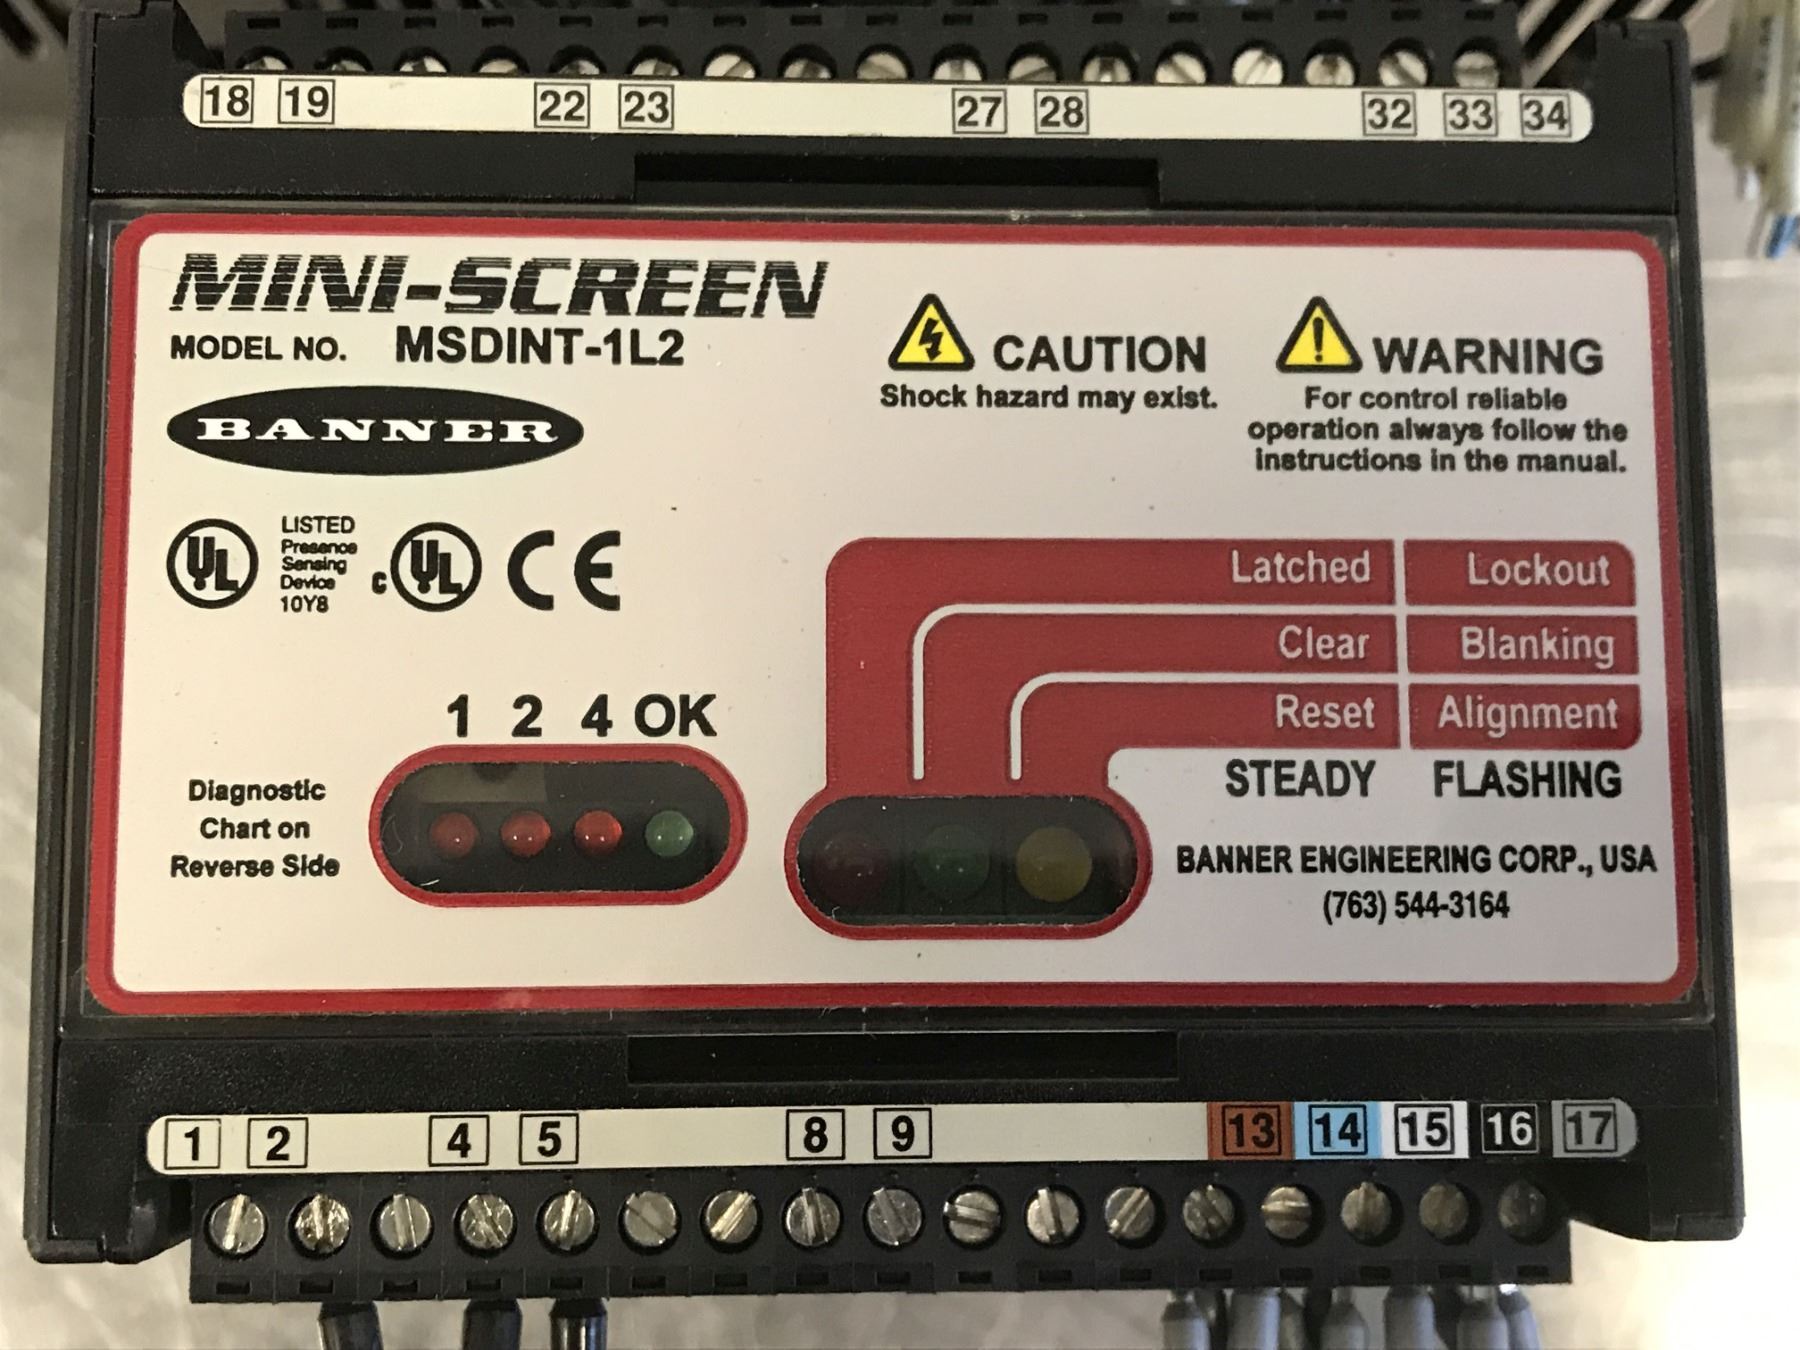 18 19 22 23 27 28 32 33 34
MINI-SCREEN
MODEL NO. MSDINT-1L2
BANNER
CAUTION
Shock hazard may exist.
WARNING
For control reliable
operation always follow the
instructions in the manual.
UL
LISTED
Presence
Sensing
Device
10Y8
c UL CE
Latched Lockout
Clear Blanking
Reset Alignment
STEADY FLASHING
1 2 4 OK
Diagnostic
Chart on
Reverse Side
BANNER ENGINEERING CORP., USA
(763) 544-3164
1 2 4 5 8 9 13 14 15 16 17